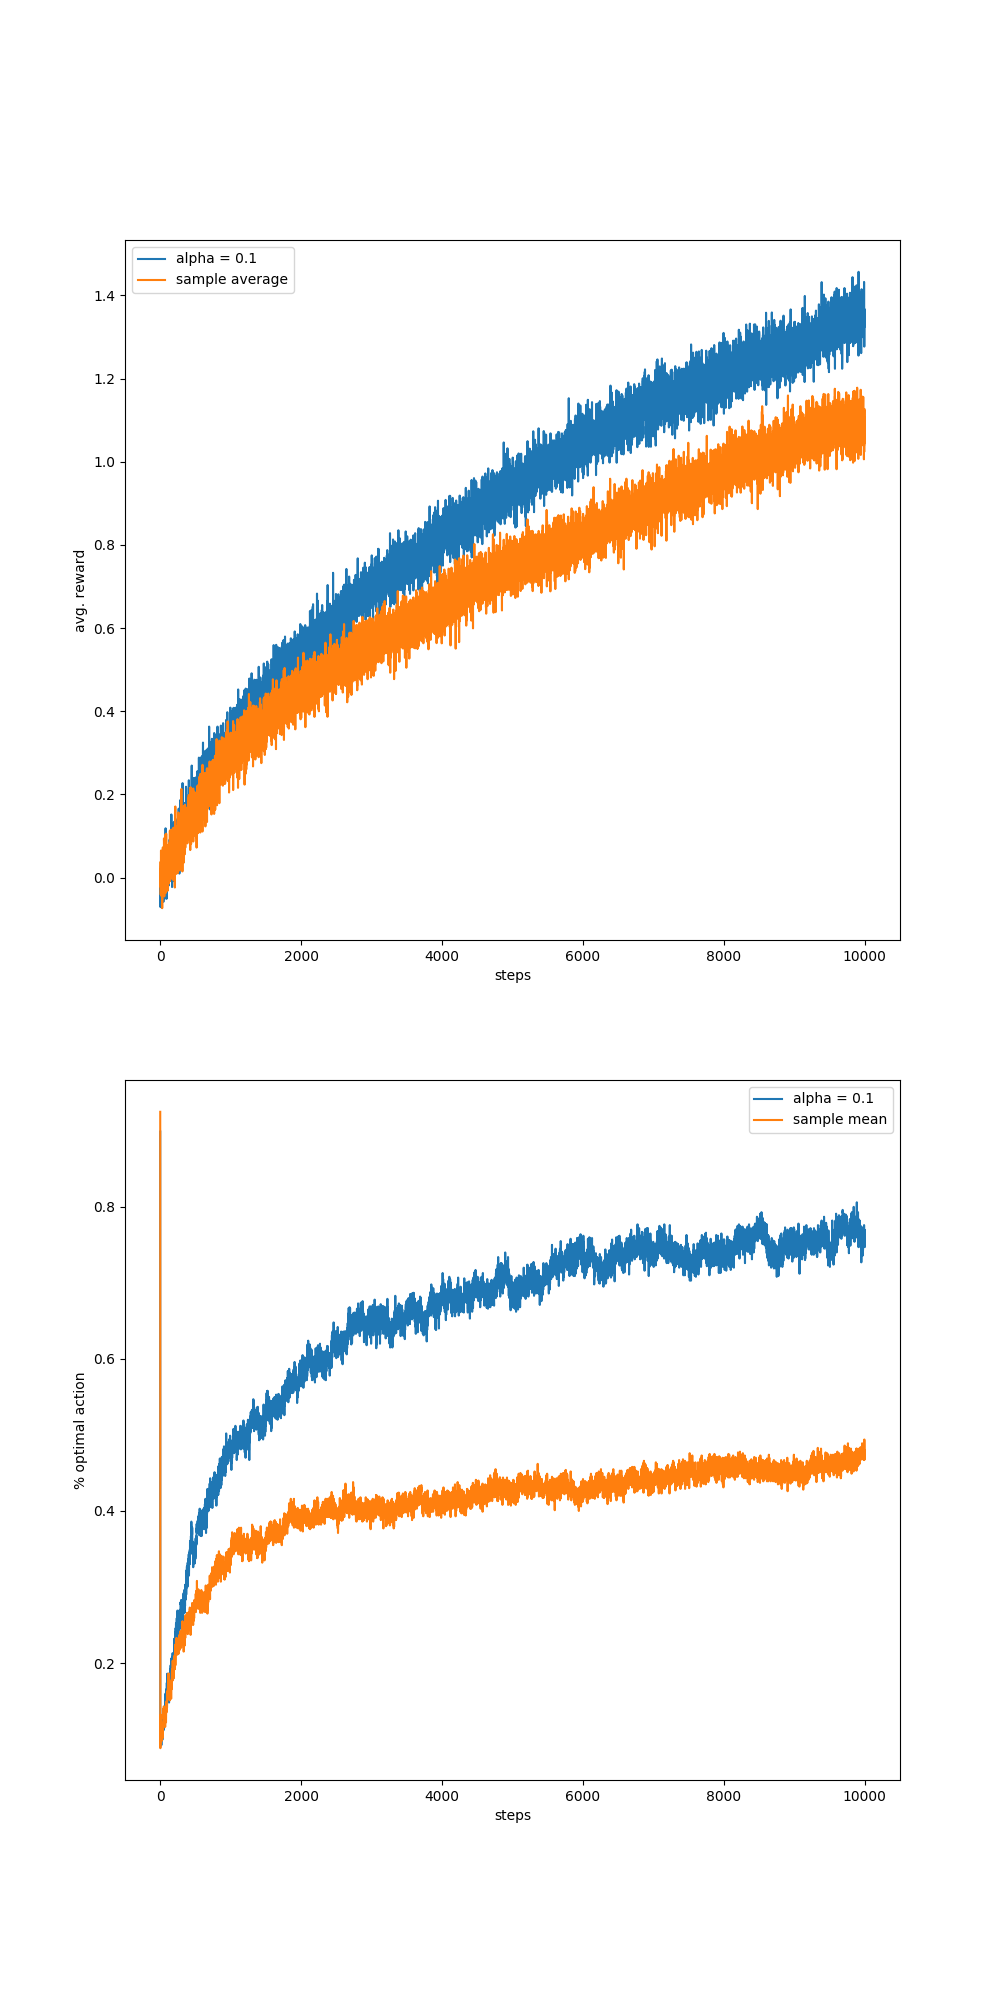 alpha = 0.1
sample average
1.4
1.2
1.0
0.8
0.6
0.4
0.2
0.0
avg. reward
0 2000 4000 6000 8000 10000
steps
alpha = 0.1
sample mean
0.8
0.6
0.4
0.2
% optimal action
0 2000 4000 6000 8000 10000
steps